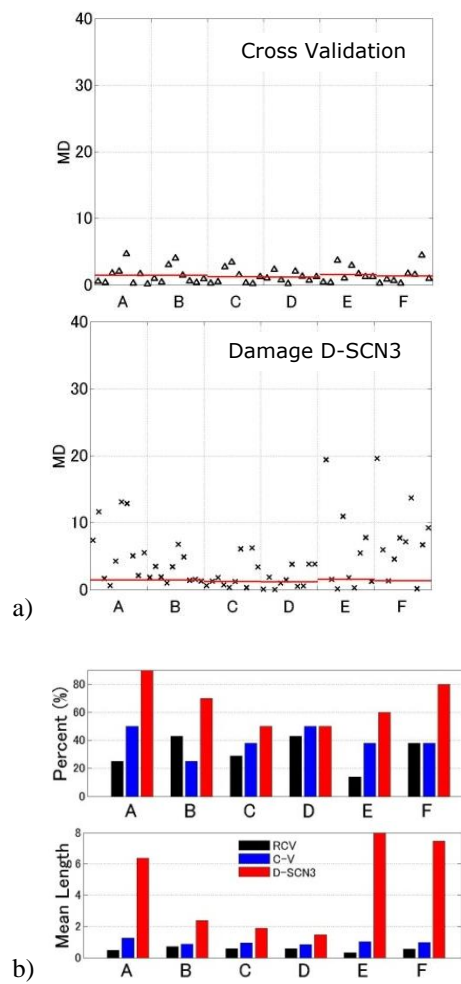 40
Cross Validation
30
MD
20
10
0
A B C D E F
40
Damage D-SCN3
30
MD
20
10
0
A B C D E F
a)
80
60
Percent (%)
40
20
0
A B C D E F
8
RCV
6
C-V
Mean Length
D-SCN3
4
2
0
A B C D E F
b)